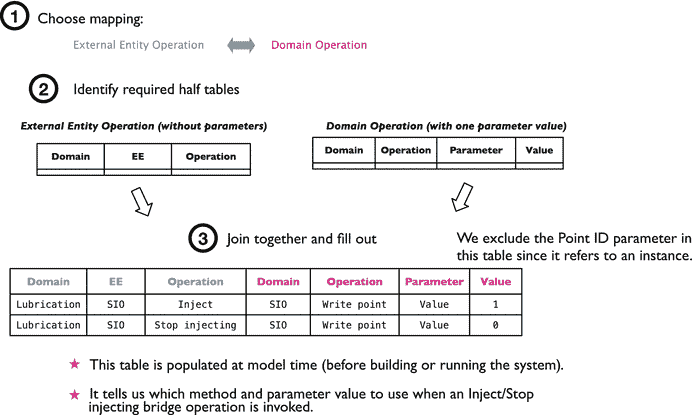 1 Choose mapping:
External Entity Operation Domain Operation
2 Identify required half tables
External Entity Operation (without parameters)
Domain EE Operation
Domain Operation (with one parameter value)
Domain Operation Parameter Value
3 Join together and fill out
We exclude the Point ID parameter in
this table since it refers to an instance.
Domain EE Operation Domain Operation Parameter Value
Lubrication SIO Inject SIO Write point Value 1
Lubrication SIO Stop injecting SIO Write point Value 0
★ This table is populated at model time (before building or running the system).
★ It tells us which method and parameter value to use when an Inject/Stop
injecting bridge operation is invoked.